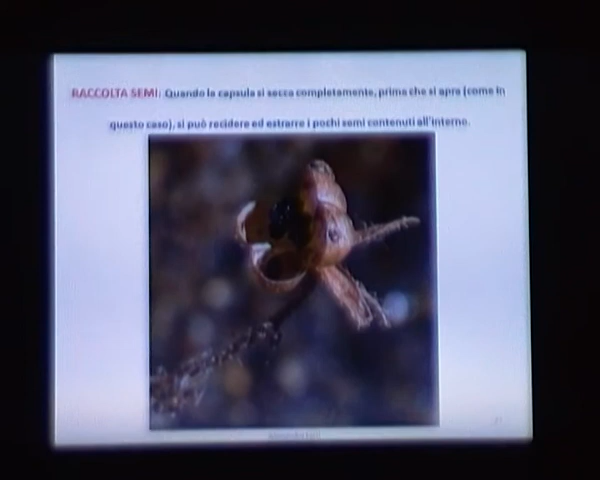 RACCOLTA SEMI: Quando la capsula si secca completamente, prima che si apra (come in
questo caso), si può recidere ed estrarre i pochi semi contenuti all'interno.